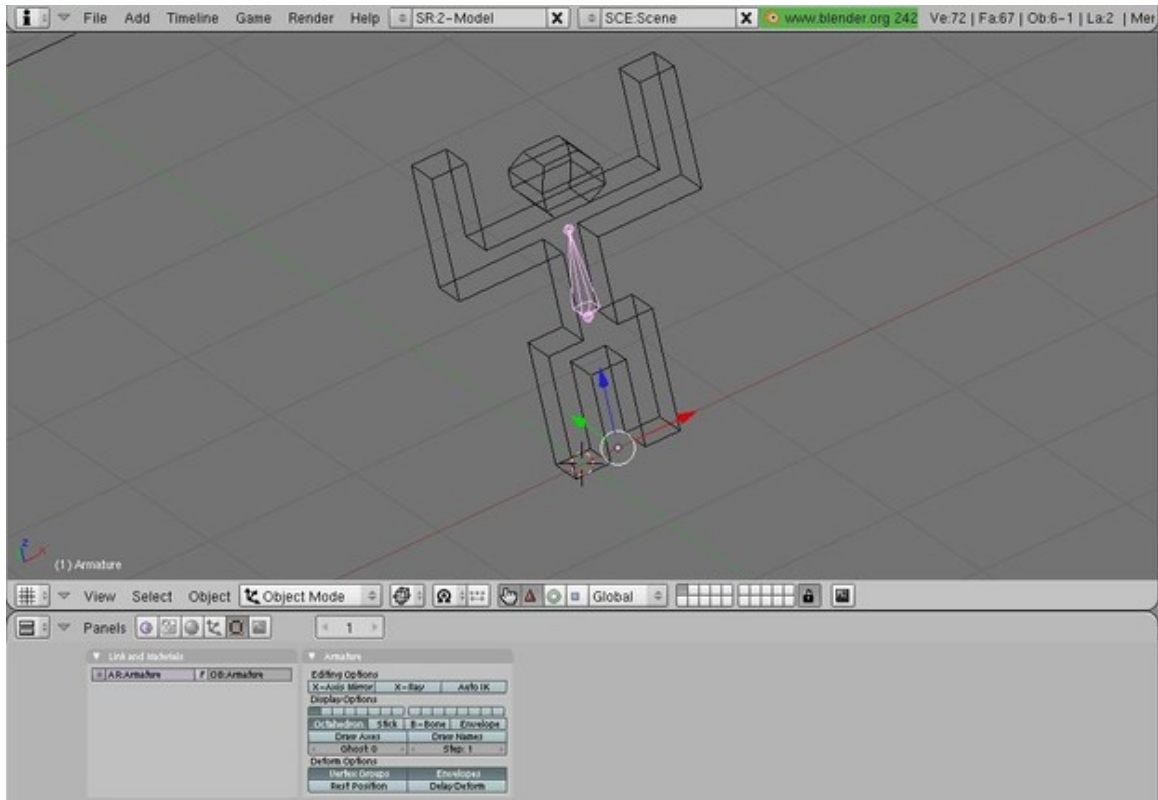 File Add Timeline Game Render Help SR:2-Model X SCE:Scene X www.blender.org 242 Ve:72 | Fa:67 | Ob:6-1 | La:2 | Mer
z x
(1) Armature
View Select Object Object Mode Global
Panels 1
Link and Materials
AR:Armature F OB:Armature
Armature
Editing Options
X-Axis Mirror X-Ray Auto IK
Display Options
Octahedron Stick B-Bone Envelope
Draw Axes Draw Names
Ghost: 0 Step: 1
Deform Options
Vertex Groups Envelopes
Rest Position Delay Deform